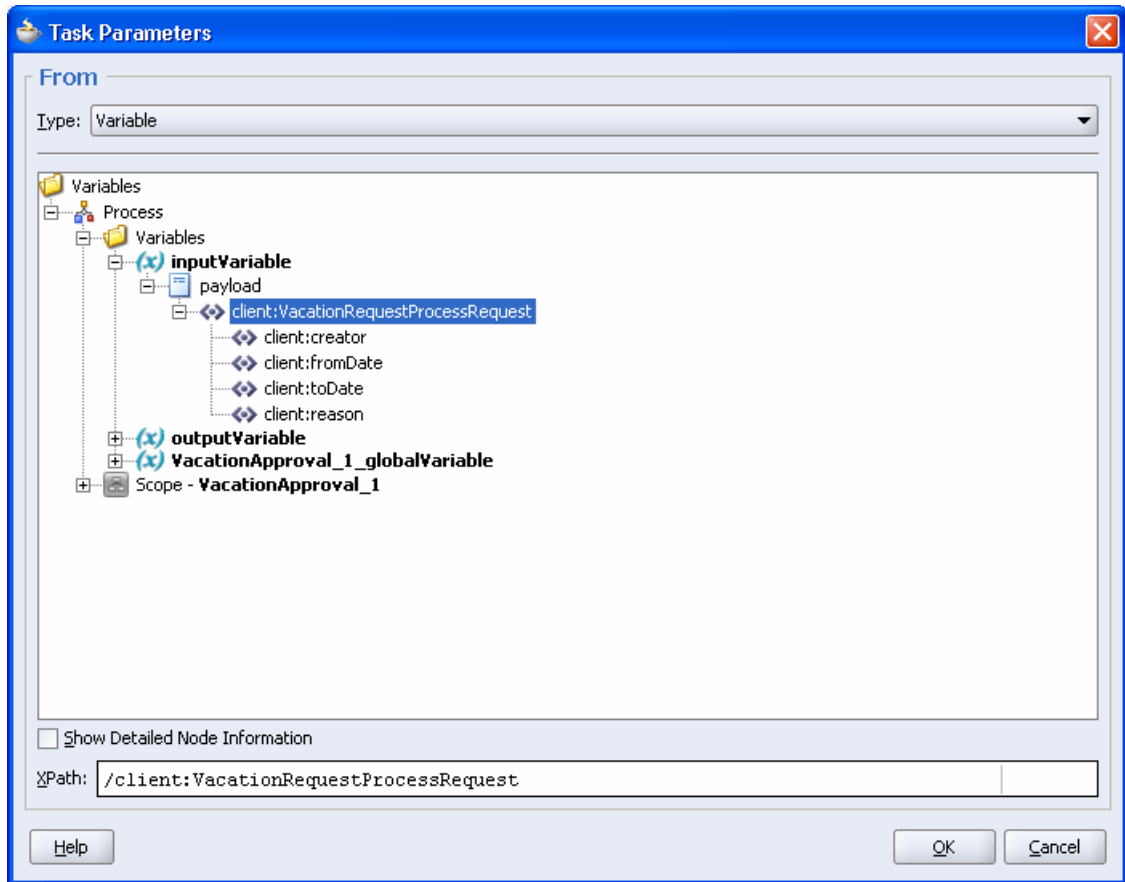 Task Parameters
From
Type: Variable
Variables
Process
Variables
(x) inputVariable
payload
client:VacationRequestProcessRequest
client:creator
client:fromDate
client:toDate
client:reason
(x) outputVariable
(x) VacationApproval_1_globalVariable
Scope - VacationApproval_1
Show Detailed Node Information
XPath: /client:VacationRequestProcessRequest
Help OK Cancel